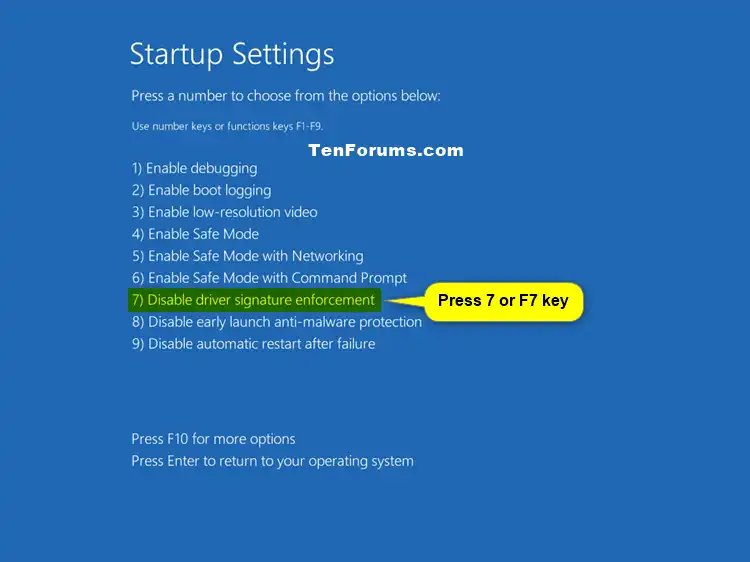 Startup Settings
Press a number to choose from the options below:
Use number keys or functions keys F1-F9.
TenForums.com
1) Enable debugging
2) Enable boot logging
3) Enable low-resolution video
4) Enable Safe Mode
5) Enable Safe Mode with Networking
6) Enable Safe Mode with Command Prompt
7) Disable driver signature enforcement
Press 7 or F7 key
8) Disable early launch anti-malware protection
9) Disable automatic restart after failure
Press F10 for more options
Press Enter to return to your operating system